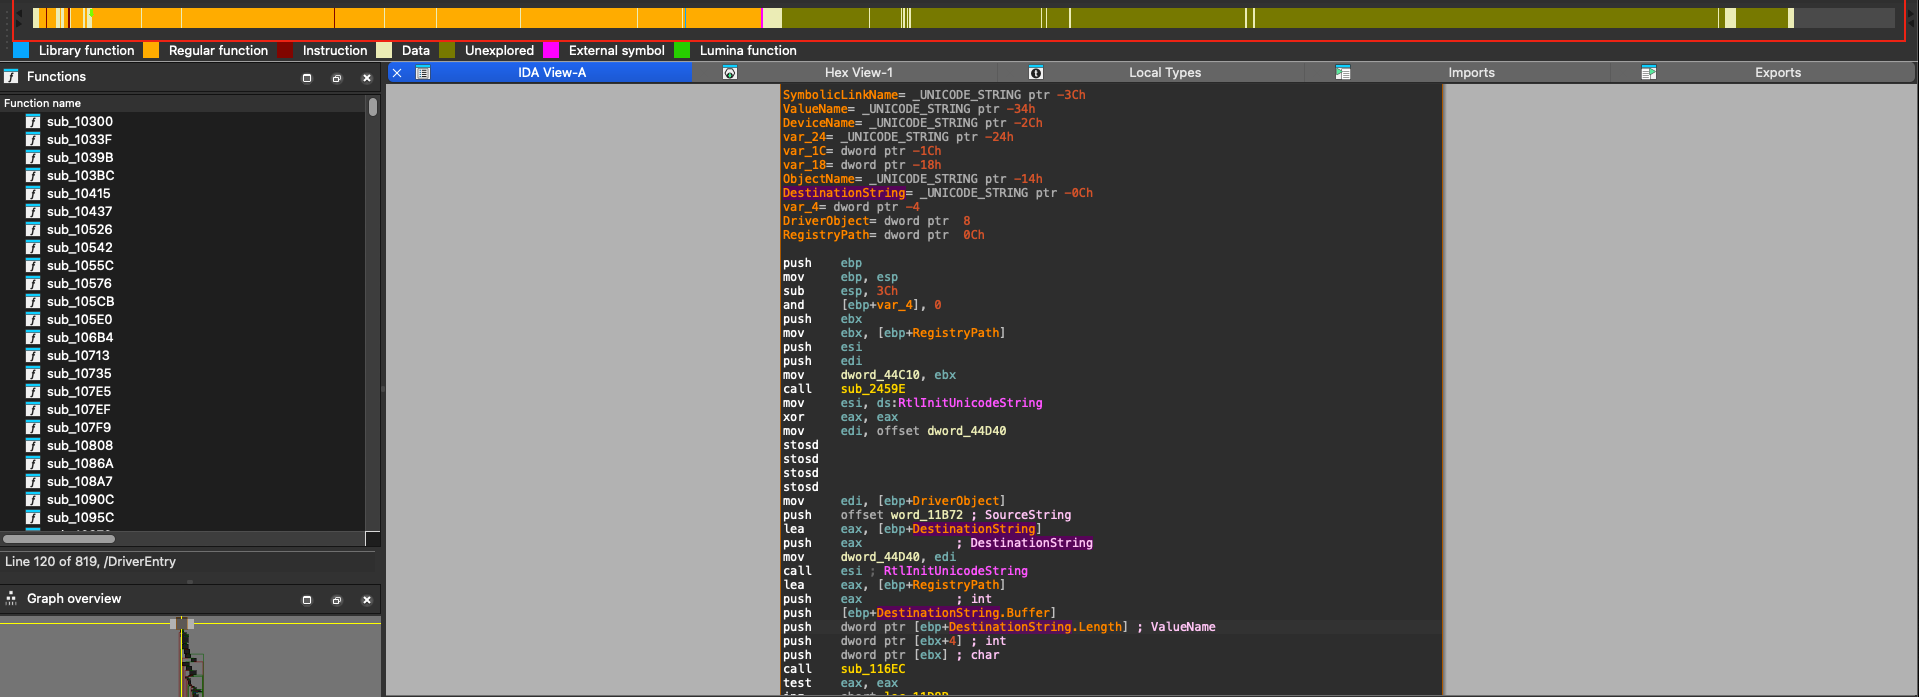 Library function Regular function Instruction Data Unexplored External symbol Lumina function
Functions
IDA View-A Hex View-1 Local Types Imports Exports
Function name
sub_10300
sub_1033F
sub_1039B
sub_103BC
sub_10415
sub_10437
sub_10526
sub_10542
sub_1055C
sub_10576
sub_105CB
sub_105E0
sub_106B4
sub_10713
sub_10735
sub_107E5
sub_107EF
sub_107F9
sub_10808
sub_1086A
sub_108A7
sub_1090C
sub_1095C
Line 120 of 819, /DriverEntry
Graph overview
SymbolicLinkName= _UNICODE_STRING ptr -3Ch
ValueName= _UNICODE_STRING ptr -34h
DeviceName= _UNICODE_STRING ptr -2Ch
var_24= _UNICODE_STRING ptr -24h
var_1C= dword ptr -1Ch
var_18= dword ptr -18h
ObjectName= _UNICODE_STRING ptr -14h
DestinationString= _UNICODE_STRING ptr -0Ch
var_4= dword ptr -4
DriverObject= dword ptr 8
RegistryPath= dword ptr 0Ch
push ebp
mov ebp, esp
sub esp, 3Ch
and [ebp+var_4], 0
push ebx
mov ebx, [ebp+RegistryPath]
push esi
push edi
mov dword_44C10, ebx
call sub_2459E
mov esi, ds:RtlInitUnicodeString
xor eax, eax
mov edi, offset dword_44D40
stosd
stosd
stosd
stosd
mov edi, [ebp+DriverObject]
push offset word_11B72 ; SourceString
lea eax, [ebp+DestinationString]
push eax ; DestinationString
mov dword_44D40, edi
call esi ; RtlInitUnicodeString
lea eax, [ebp+RegistryPath]
push eax ; int
push [ebp+DestinationString.Buffer]
push dword ptr [ebp+DestinationString.Length] ; ValueName
push dword ptr [ebx+4] ; int
push dword ptr [ebx] ; char
call sub_116EC
test eax, eax